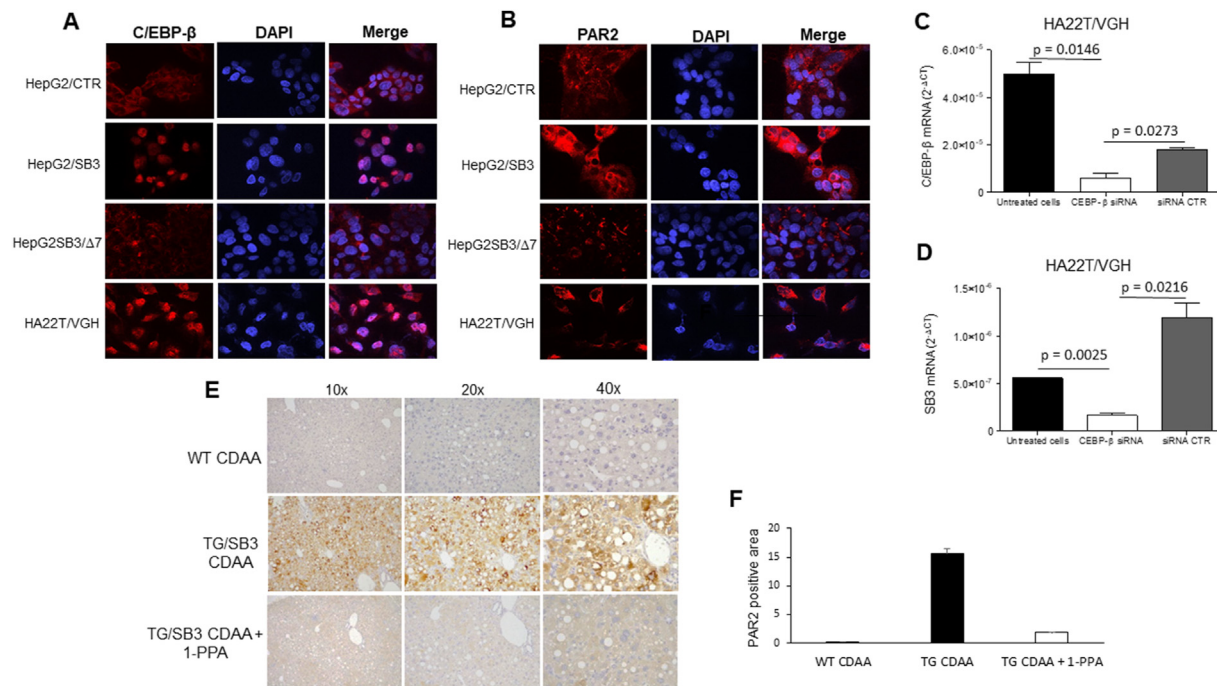 A
C/EBP-β DAPI Merge
HepG2/CTR
HepG2/SB3
HepG2SB3/Δ7
HA22T/VGH
B
PAR2 DAPI Merge
HepG2/CTR
HepG2/SB3
HepG2SB3/Δ7
HA22T/VGH
C
HA22T/VGH
C/EBP-β mRNA (2^-ΔCT)
6.0×10⁻⁵
4.0×10⁻⁵
2.0×10⁻⁵
0
p = 0.0146
p = 0.0273
Untreated cells CEBP-β siRNA siRNA CTR
D
HA22T/VGH
SB3 mRNA (2^-ΔCT)
1.5×10⁻⁶
1.0×10⁻⁶
5.0×10⁻⁷
0
p = 0.0216
p = 0.0025
Untreated cells CEBP-β siRNA siRNA CTR
E
10x 20x 40x
WT CDAA
TG/SB3
CDAA
TG/SB3 CDAA +
1-PPA
F
PAR2 positive area
20
15
10
5
0
WT CDAA TG CDAA TG CDAA + 1-PPA